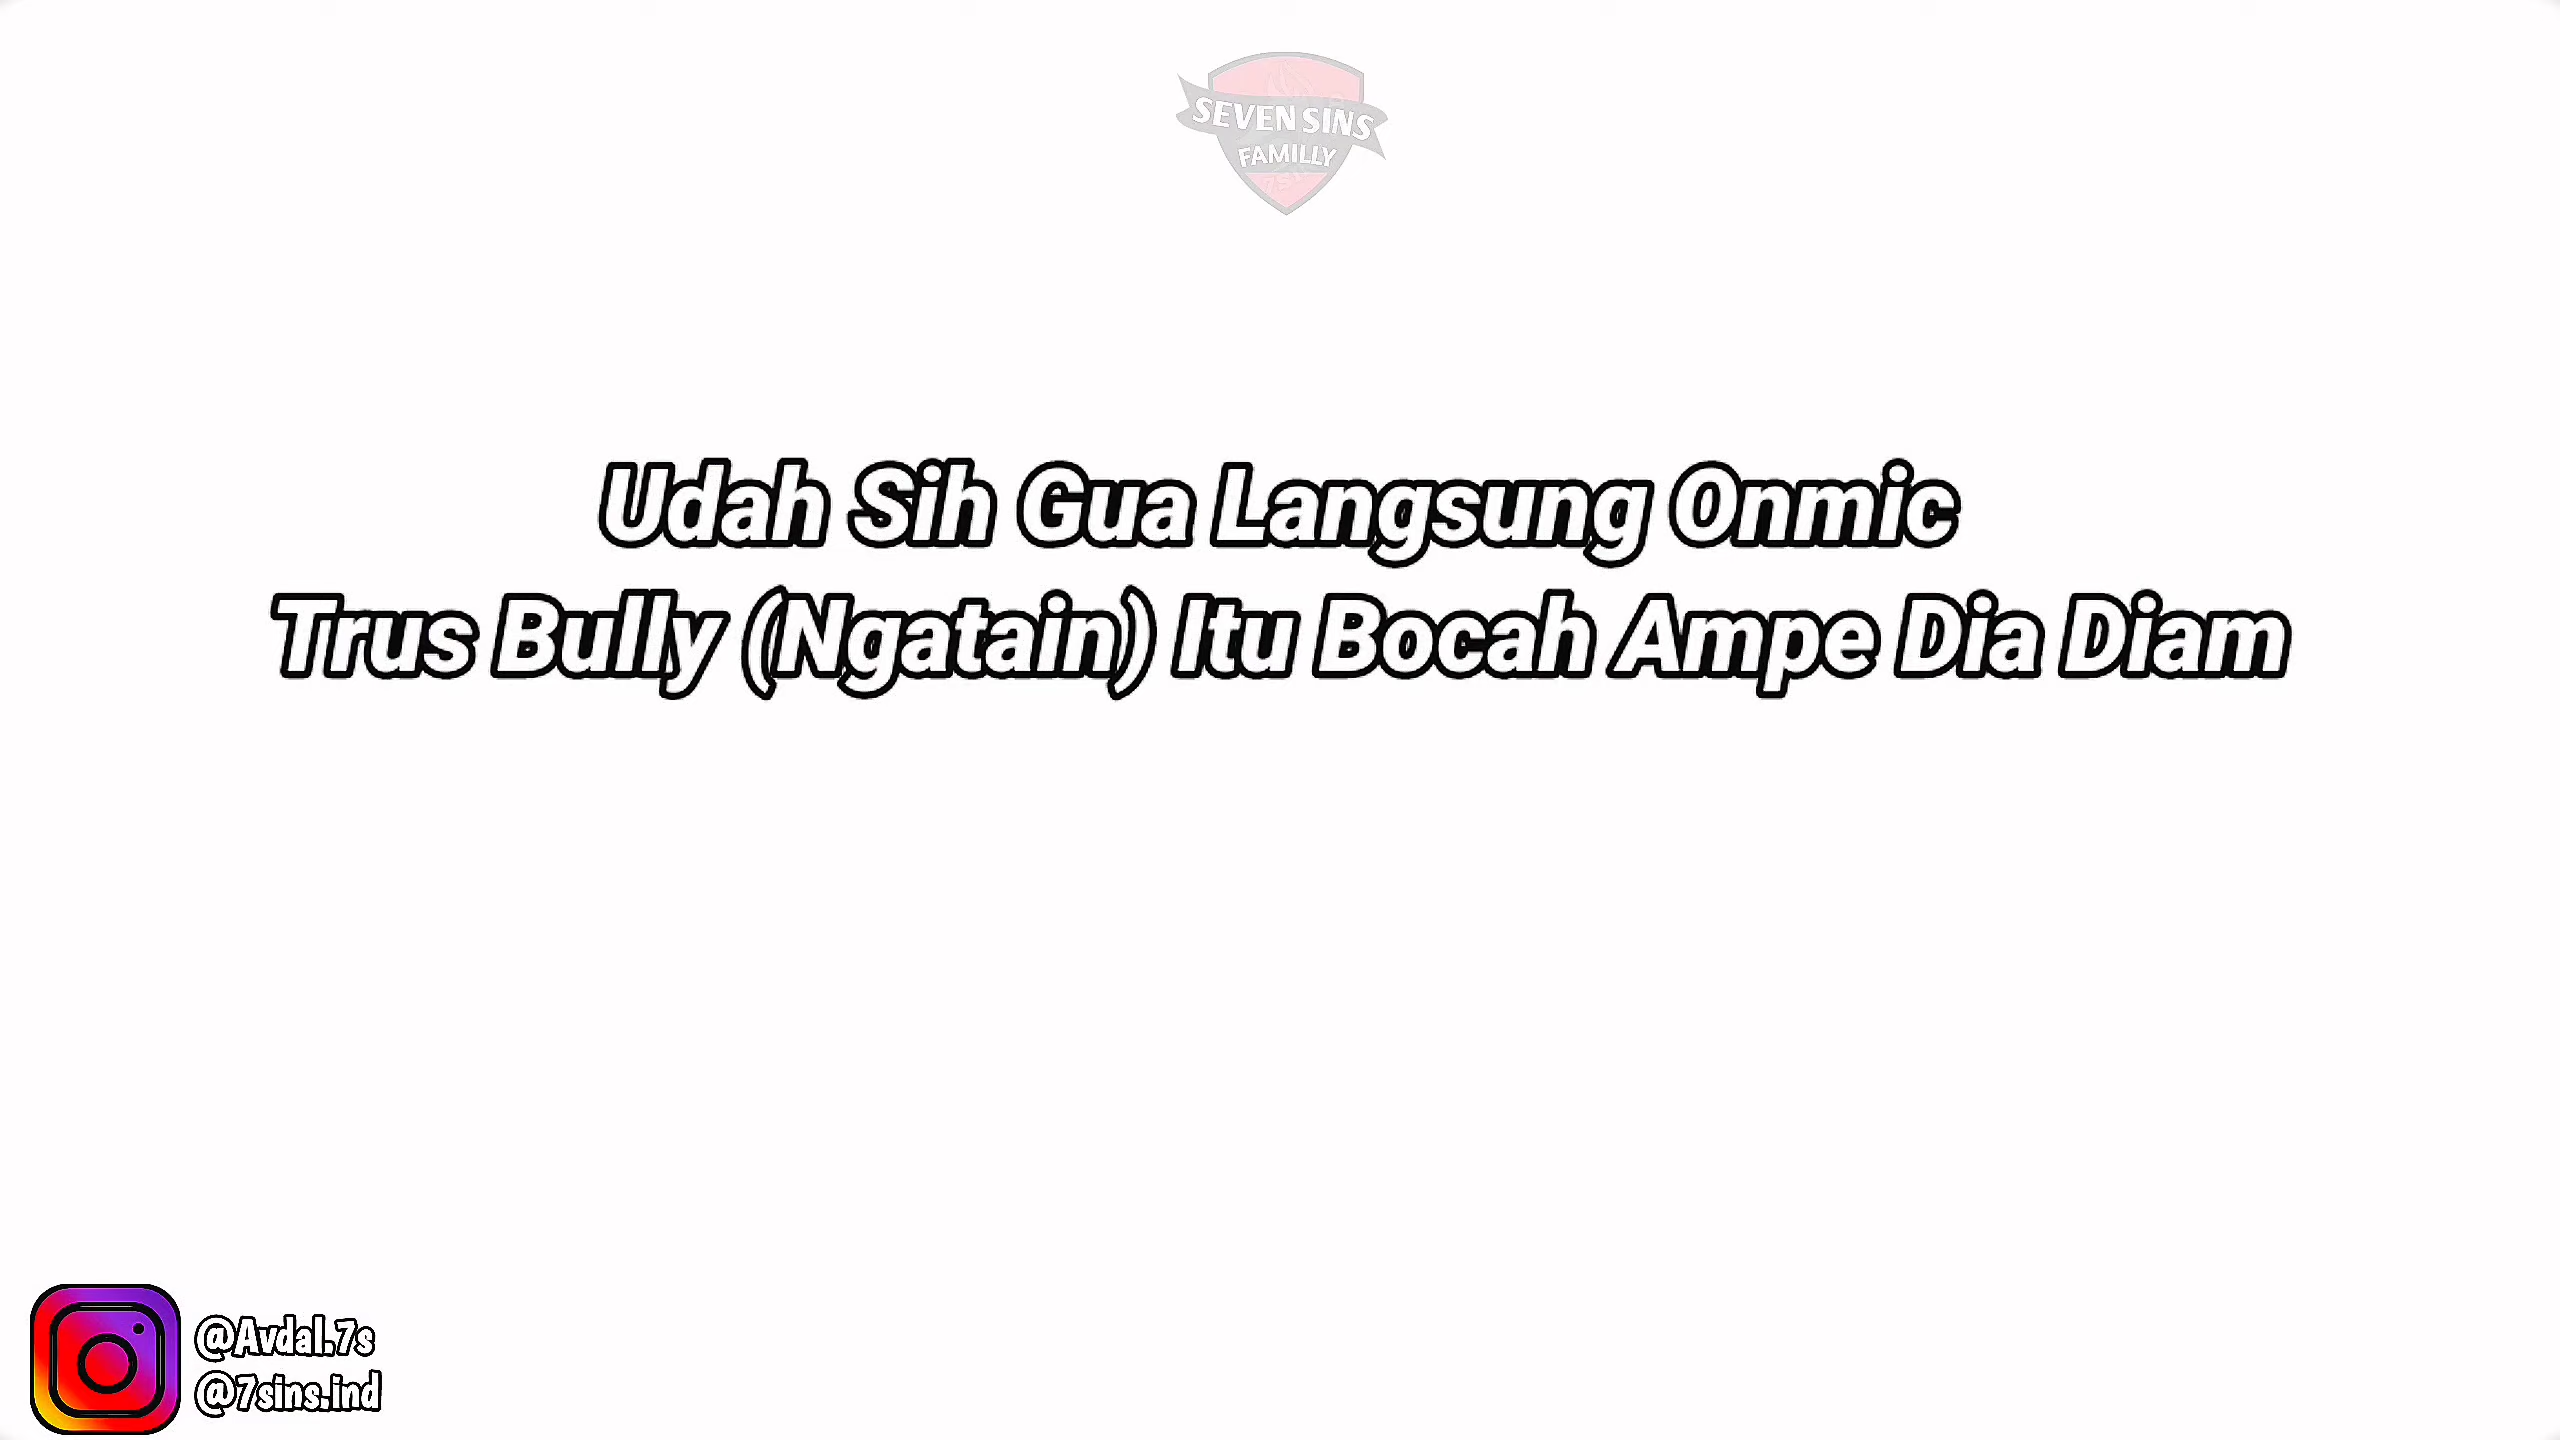 SEVEN SINS
FAMILLY
Udah Sih Gua Langsung Onmic
Trus Bully (Ngatain) Itu Bocah Ampe Dia Diam
@Avdal.7s
@7sins.ind